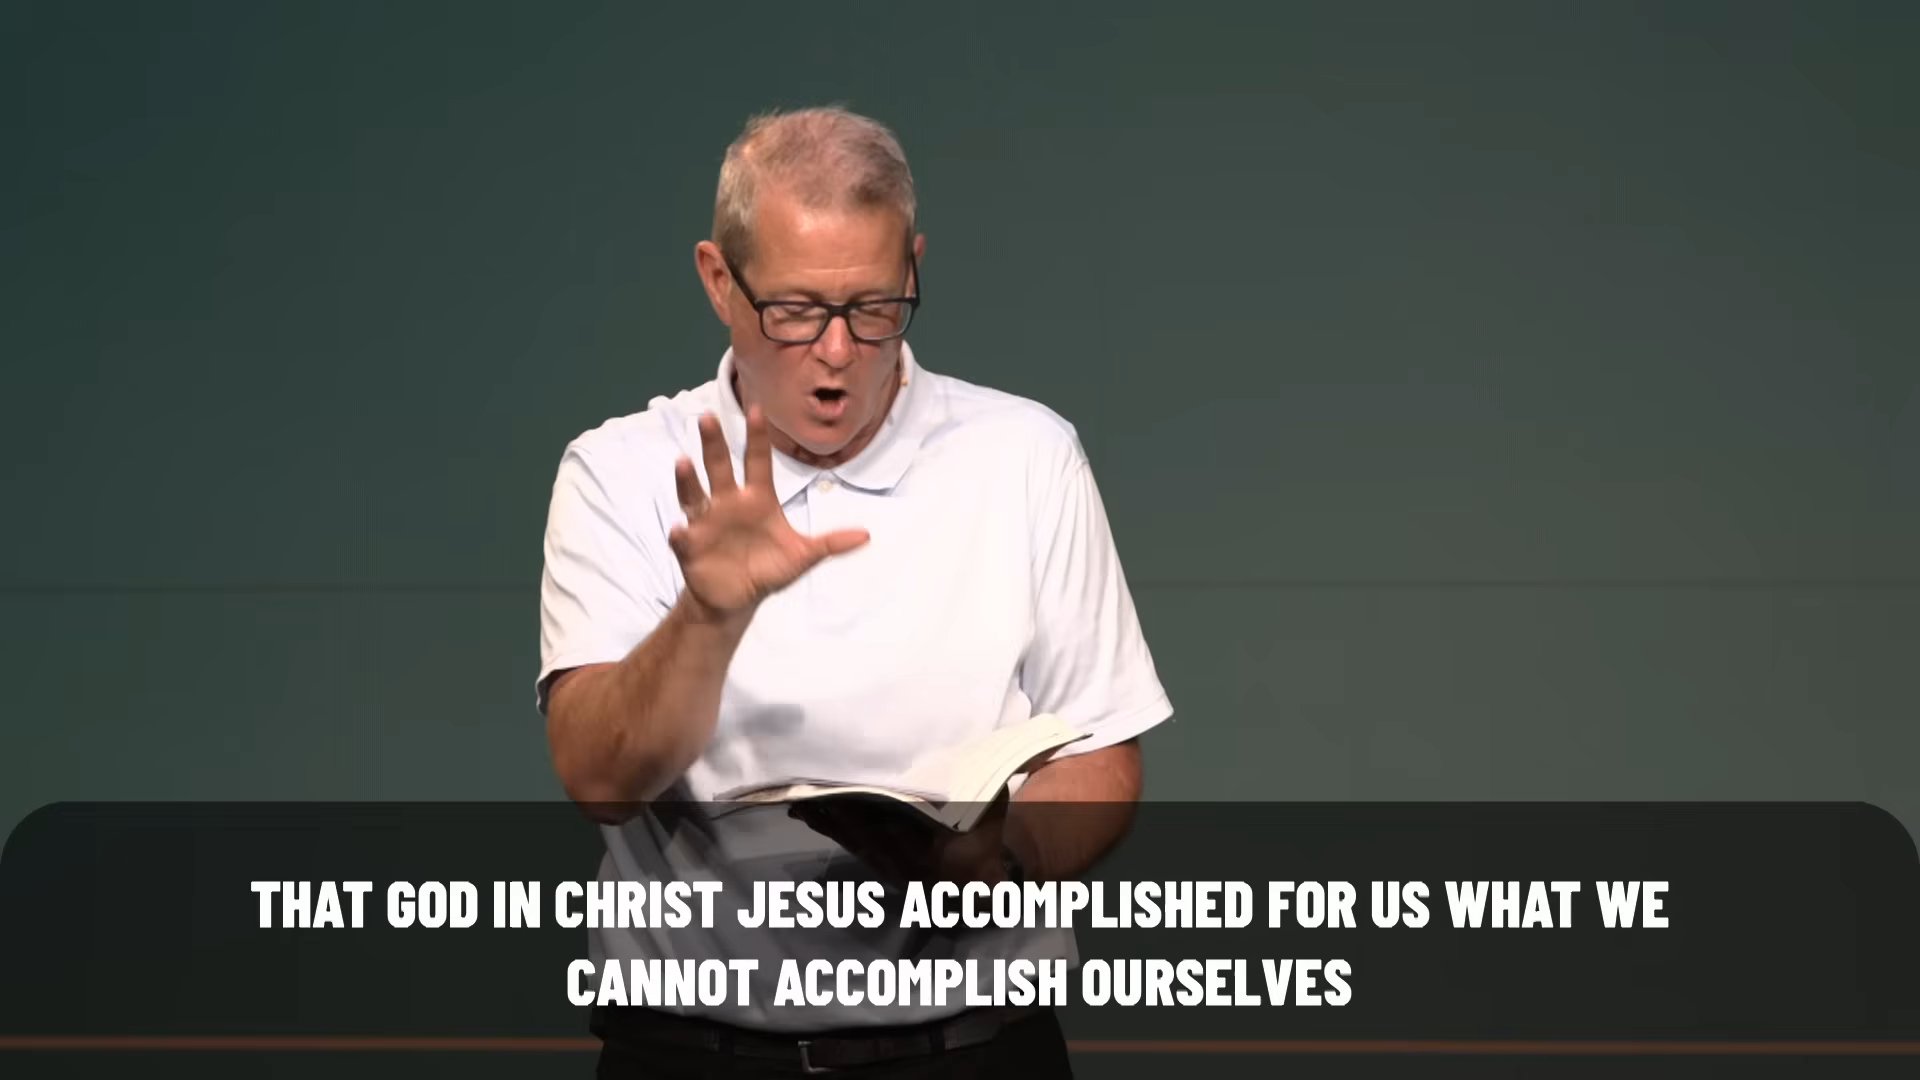 THAT GOD IN CHRIST JESUS ACCOMPLISHED FOR US WHAT WE
CANNOT ACCOMPLISH OURSELVES